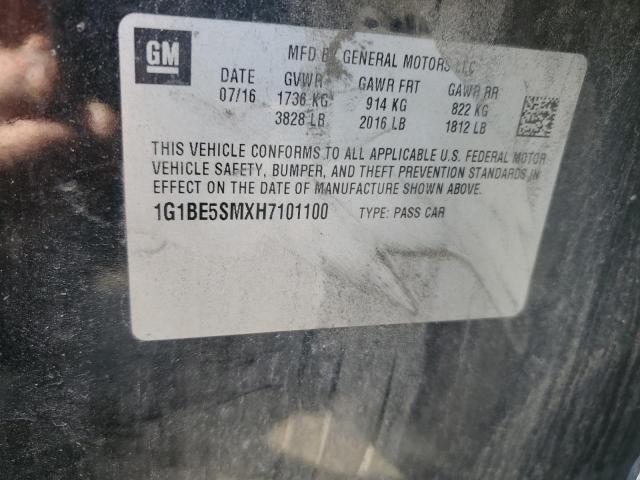 GM
MFD BY GENERAL MOTORS LLC
DATE GVWR GAWR FRT GAWR RR
07/16 1736 KG 914 KG 822 KG
3828 LB 2016 LB 1812 LB
THIS VEHICLE CONFORMS TO ALL APPLICABLE U.S. FEDERAL MOTOR
VEHICLE SAFETY, BUMPER, AND THEFT PREVENTION STANDARDS IN
EFFECT ON THE DATE OF MANUFACTURE SHOWN ABOVE.
1G1BE5SMXH7101100 TYPE: PASS CAR